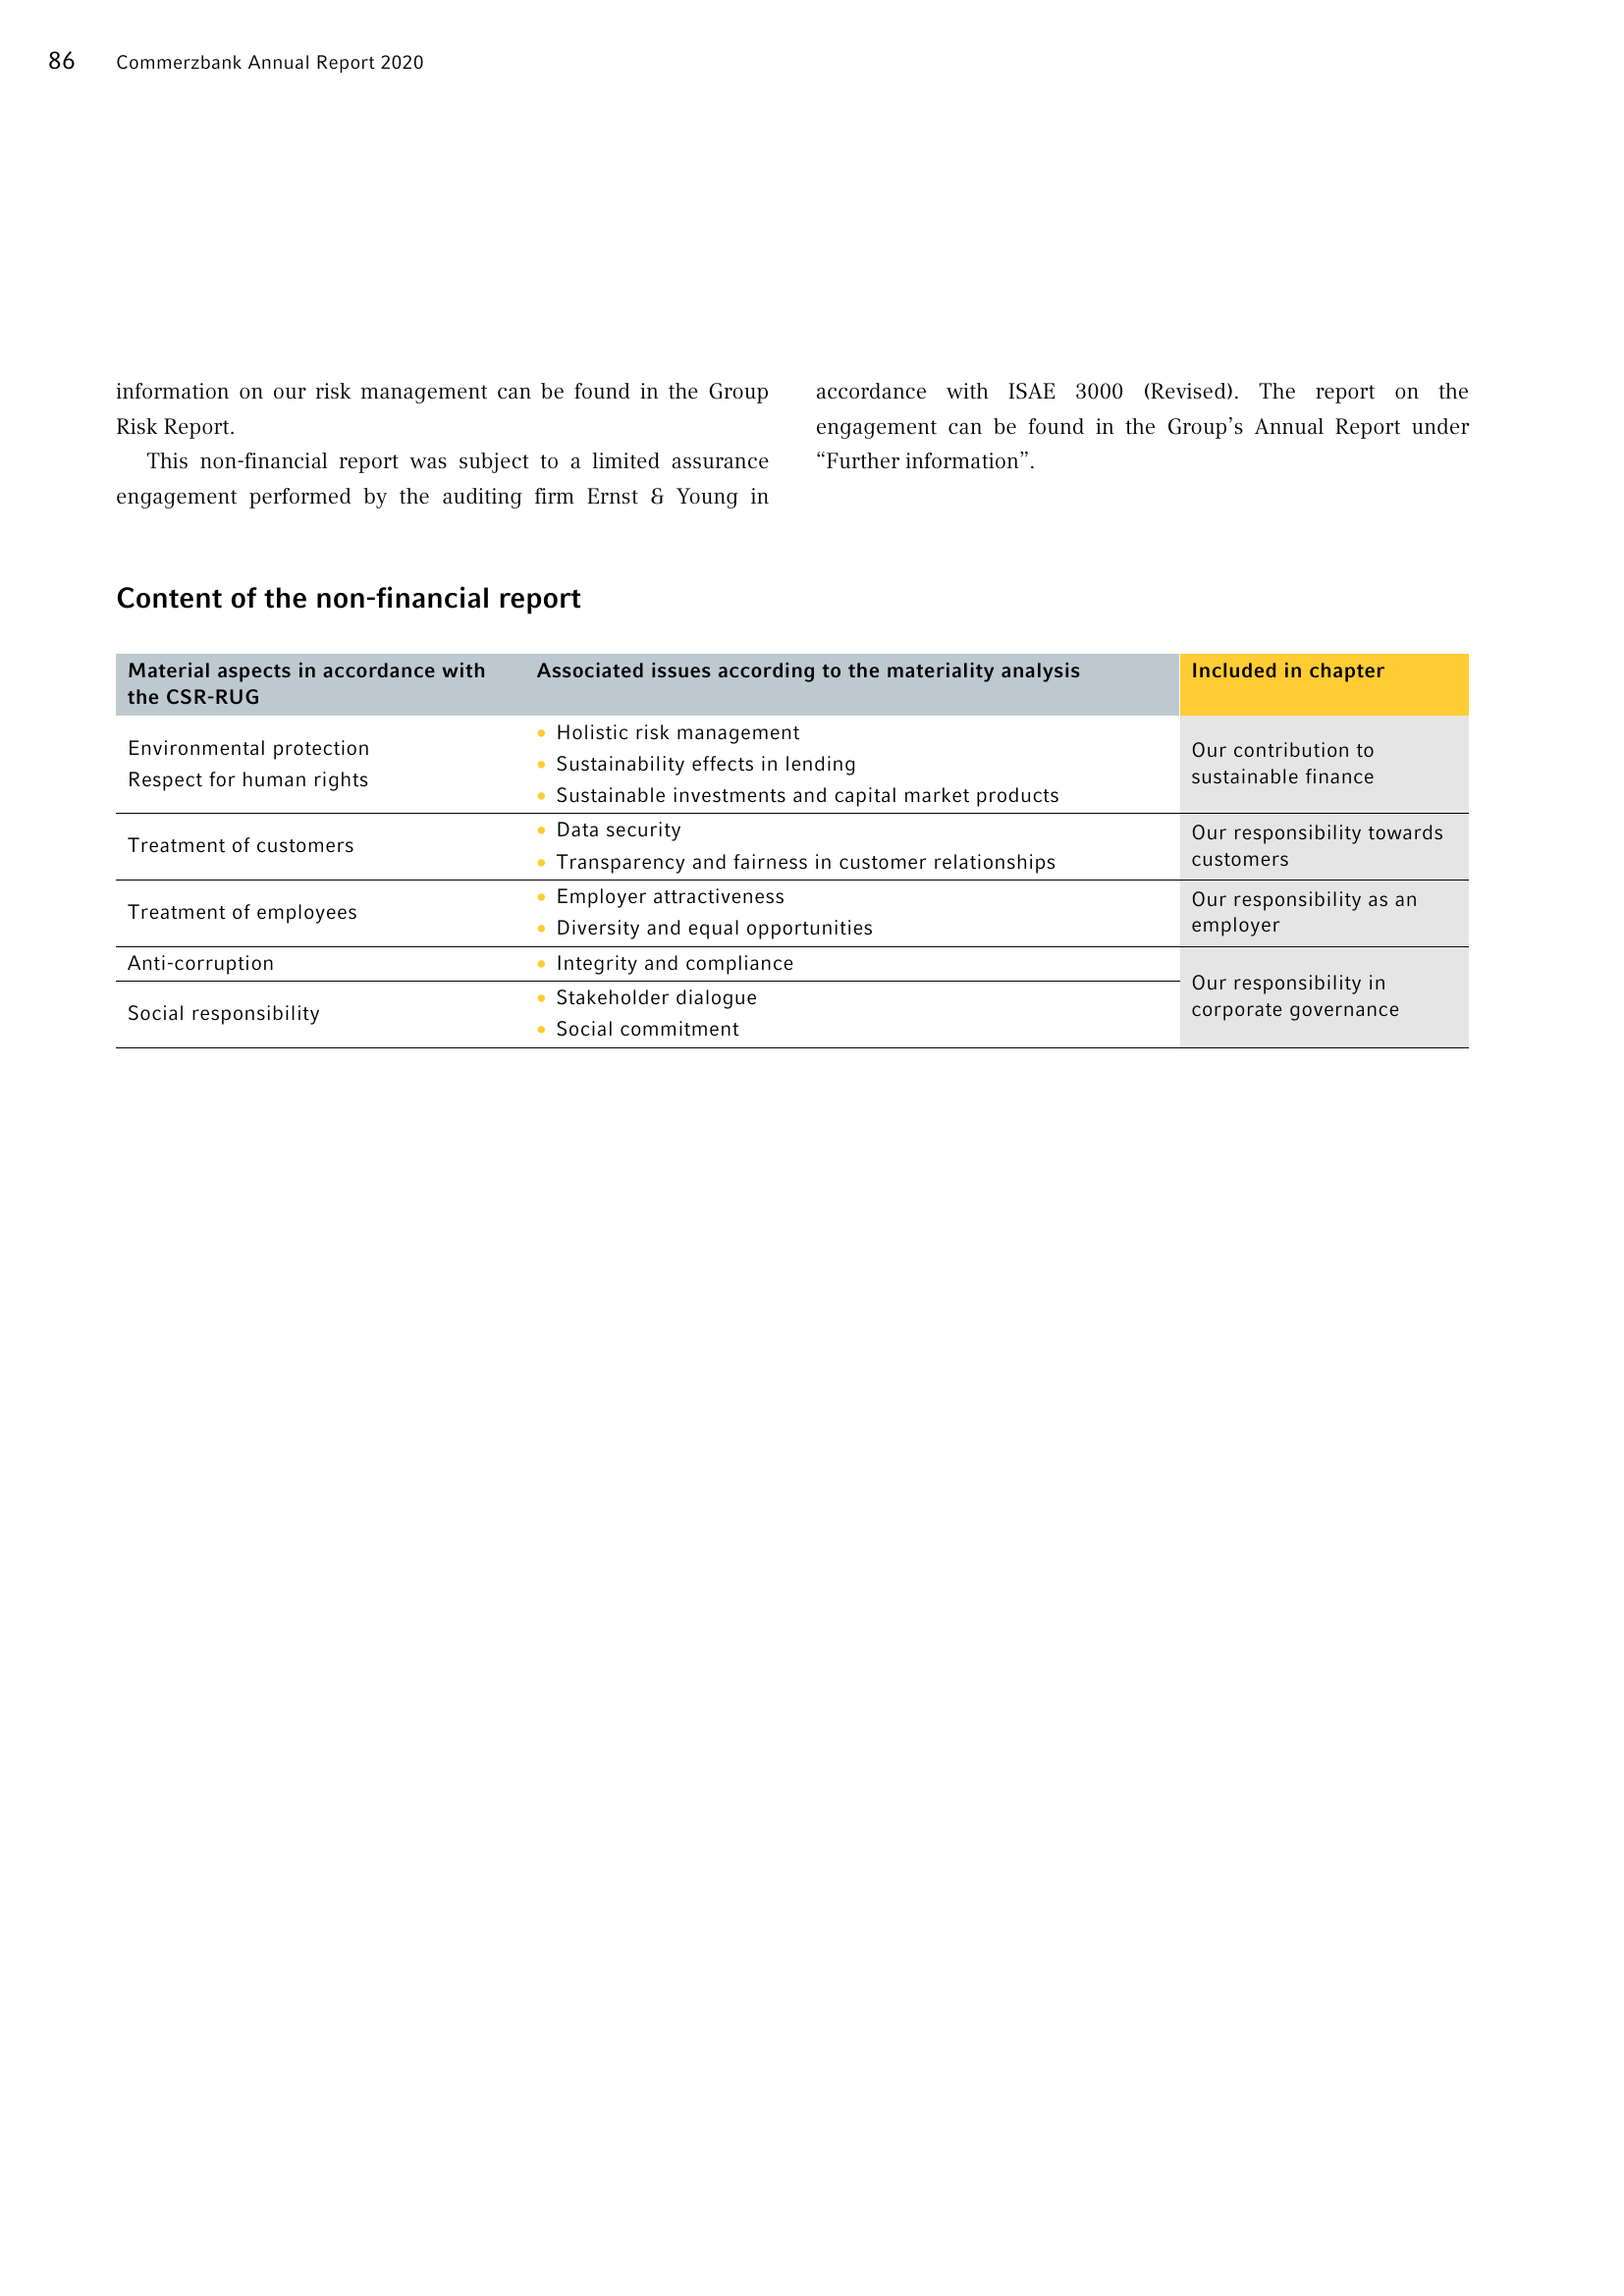 86 Commerzbank Annual Report 2020
information on our risk management can be found in the Group
Risk Report.
This non-financial report was subject to a limited assurance
engagement performed by the auditing firm Ernst & Young in
accordance with ISAE 3000 (Revised). The report on the
engagement can be found in the Group’s Annual Report under
“Further information”.
Content of the non-financial report
Material aspects in accordance with
the CSR-RUG
Associated issues according to the materiality analysis
Included in chapter
Environmental protection
Respect for human rights
• Holistic risk management
• Sustainability effects in lending
• Sustainable investments and capital market products
Our contribution to
sustainable finance
Treatment of customers
• Data security
• Transparency and fairness in customer relationships
Our responsibility towards
customers
Treatment of employees
• Employer attractiveness
• Diversity and equal opportunities
Our responsibility as an
employer
Anti-corruption
• Integrity and compliance
Our responsibility in
corporate governance
Social responsibility
• Stakeholder dialogue
• Social commitment